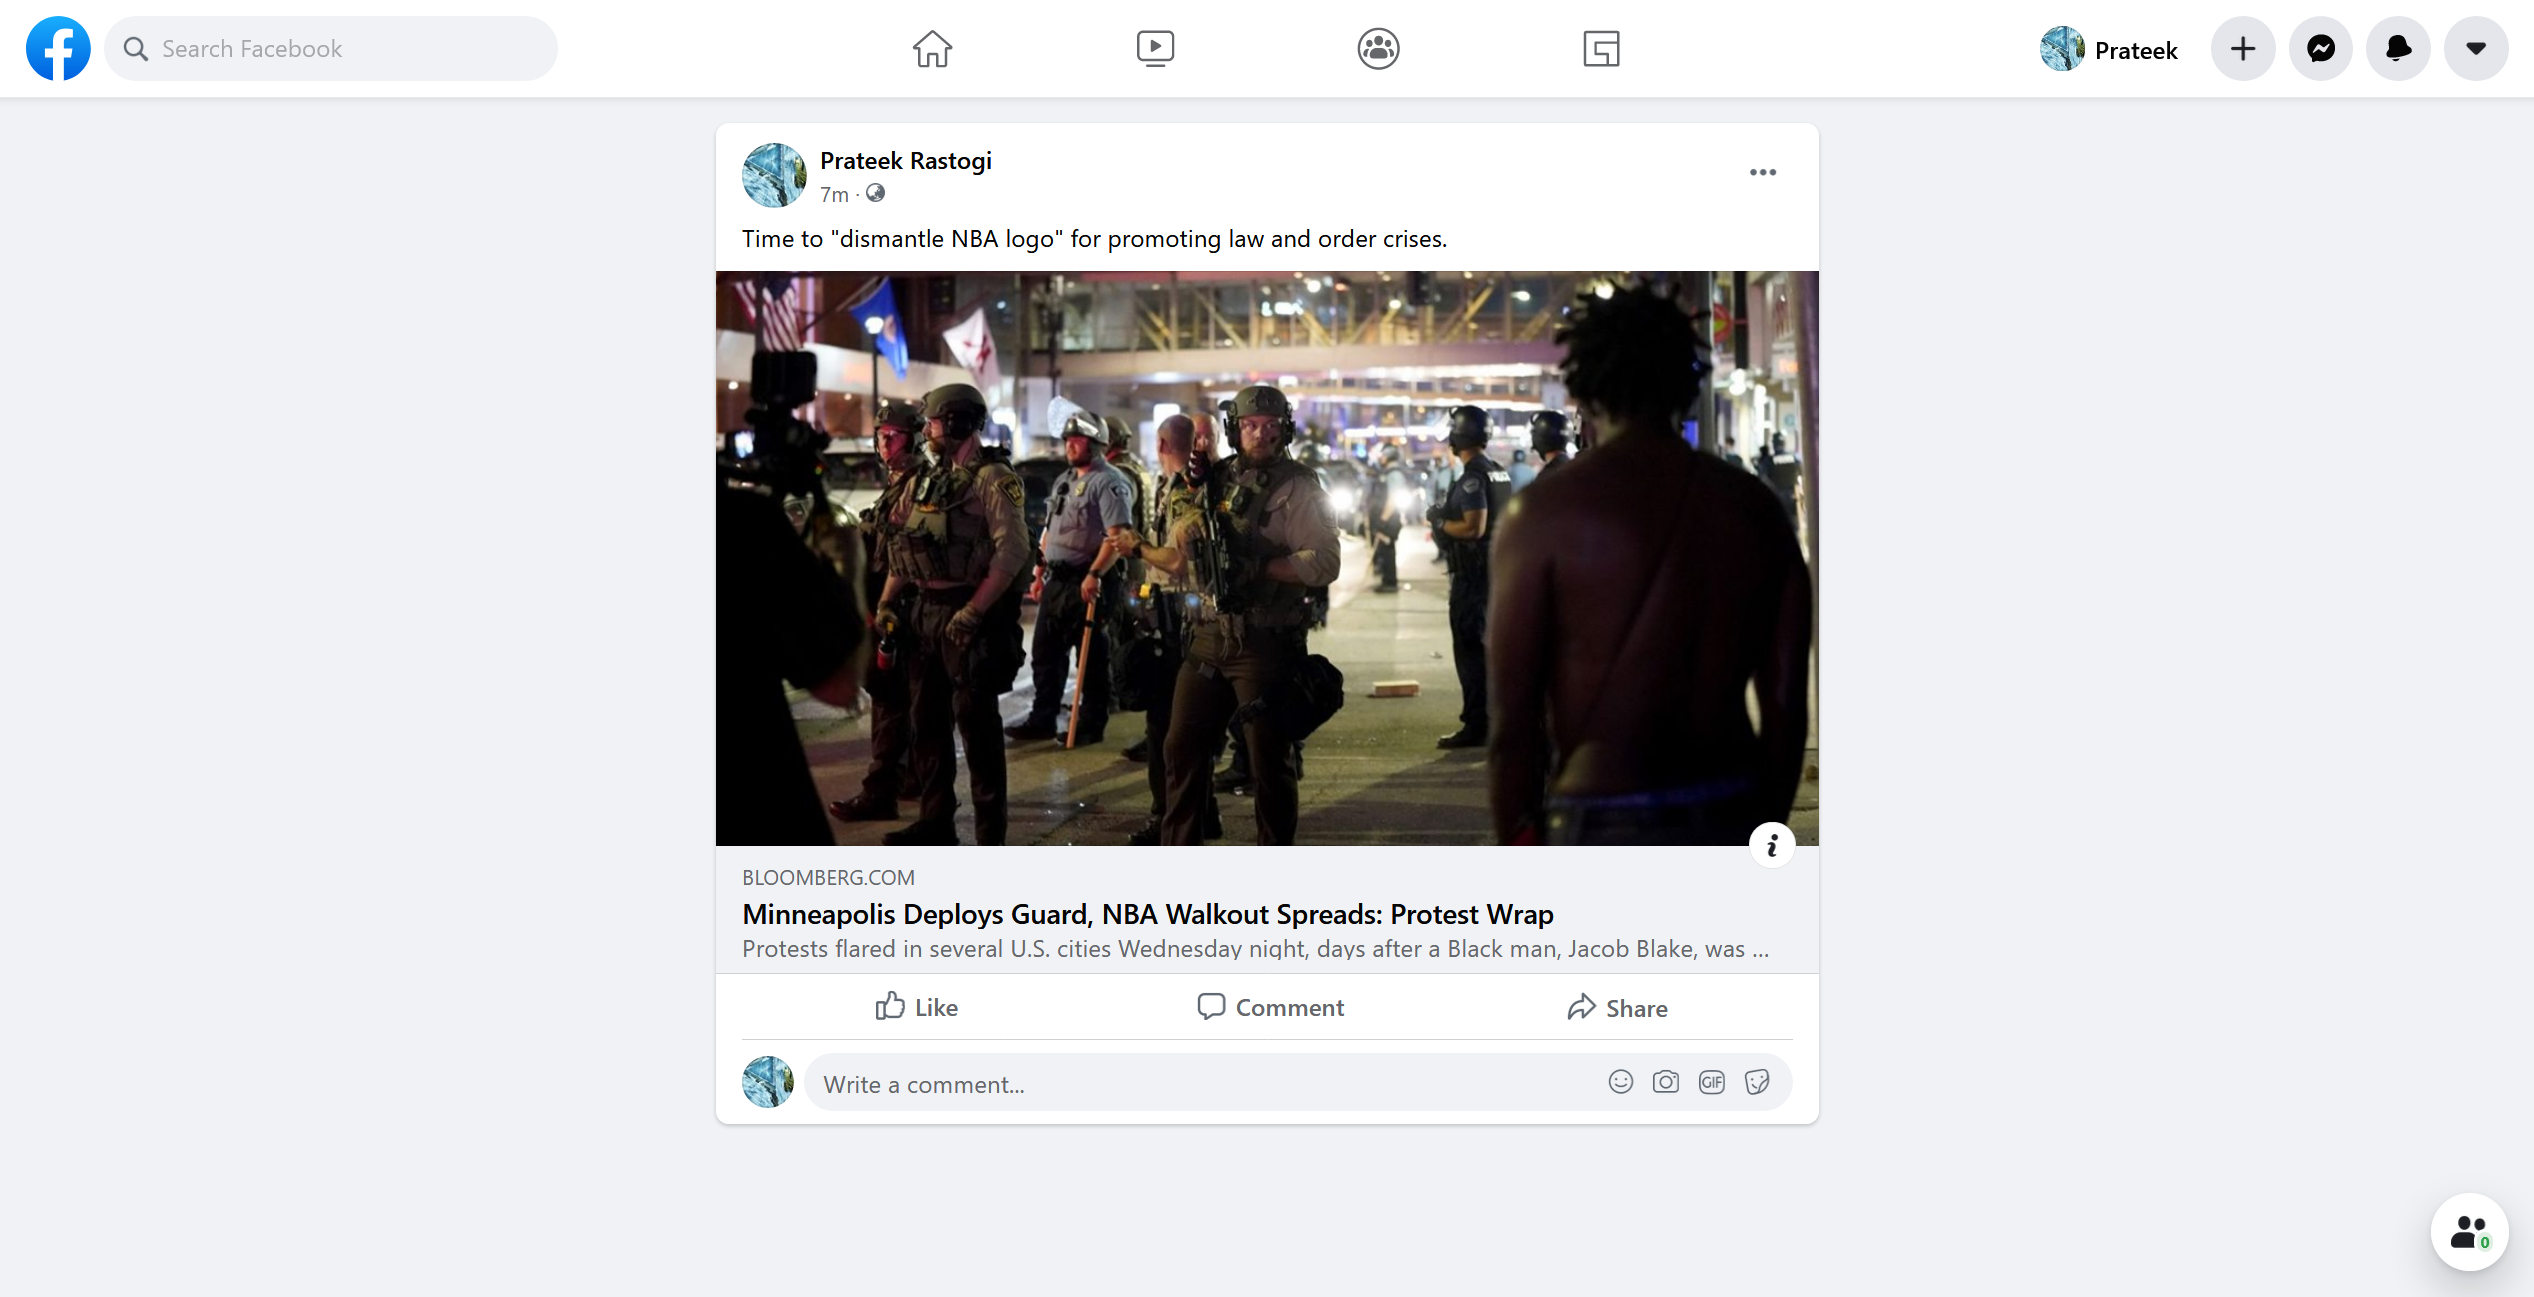 Search Facebook
Prateek
Prateek Rastogi
7m ·
Time to "dismantle NBA logo" for promoting law and order crises.
POLICE
BLOOMBERG.COM
Minneapolis Deploys Guard, NBA Walkout Spreads: Protest Wrap
Protests flared in several U.S. cities Wednesday night, days after a Black man, Jacob Blake, was ...
Like
Comment
Share
Write a comment...
GIF
0